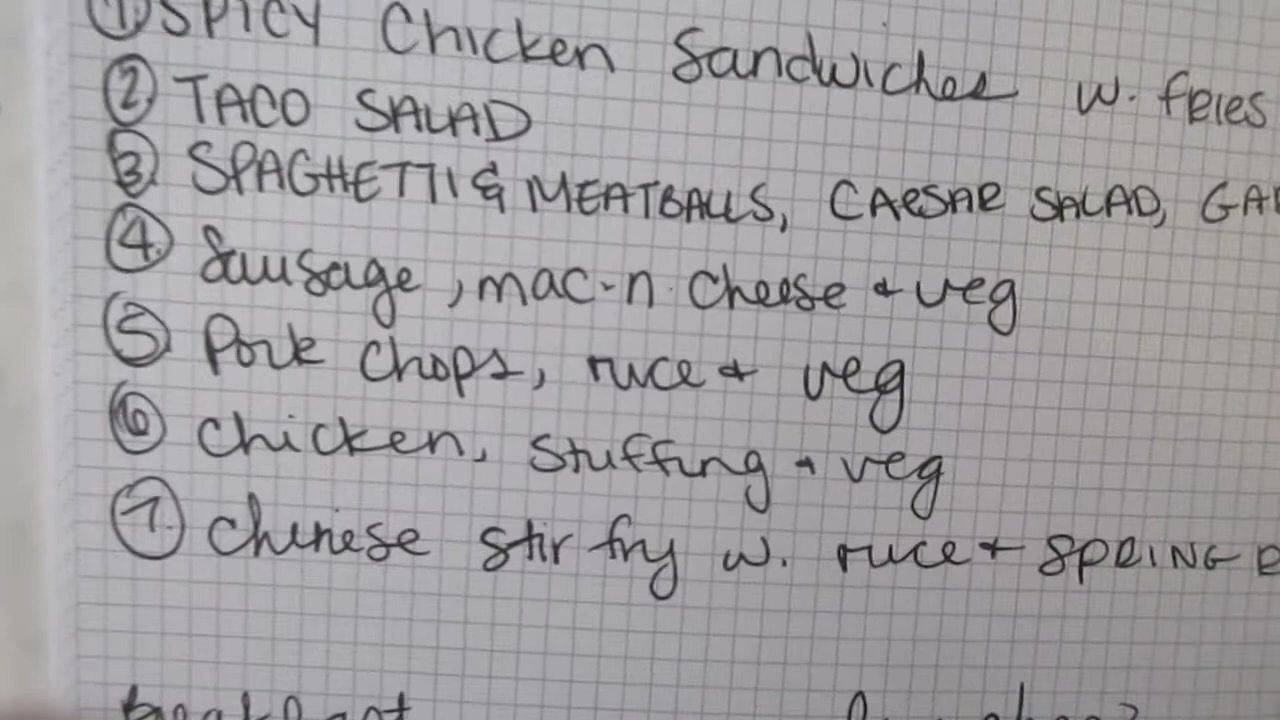 ① SPICY Chicken Sandwiches w. fries
② TACO SALAD
③ SPAGHETTI & MEATBALLS, CAESAR SALAD,
④ Sausage, mac-n-cheese + veg
⑤ Pork chops, rice + veg
⑥ Chicken, stuffing + veg
⑦ Chinese stir fry w. rice + SPRING